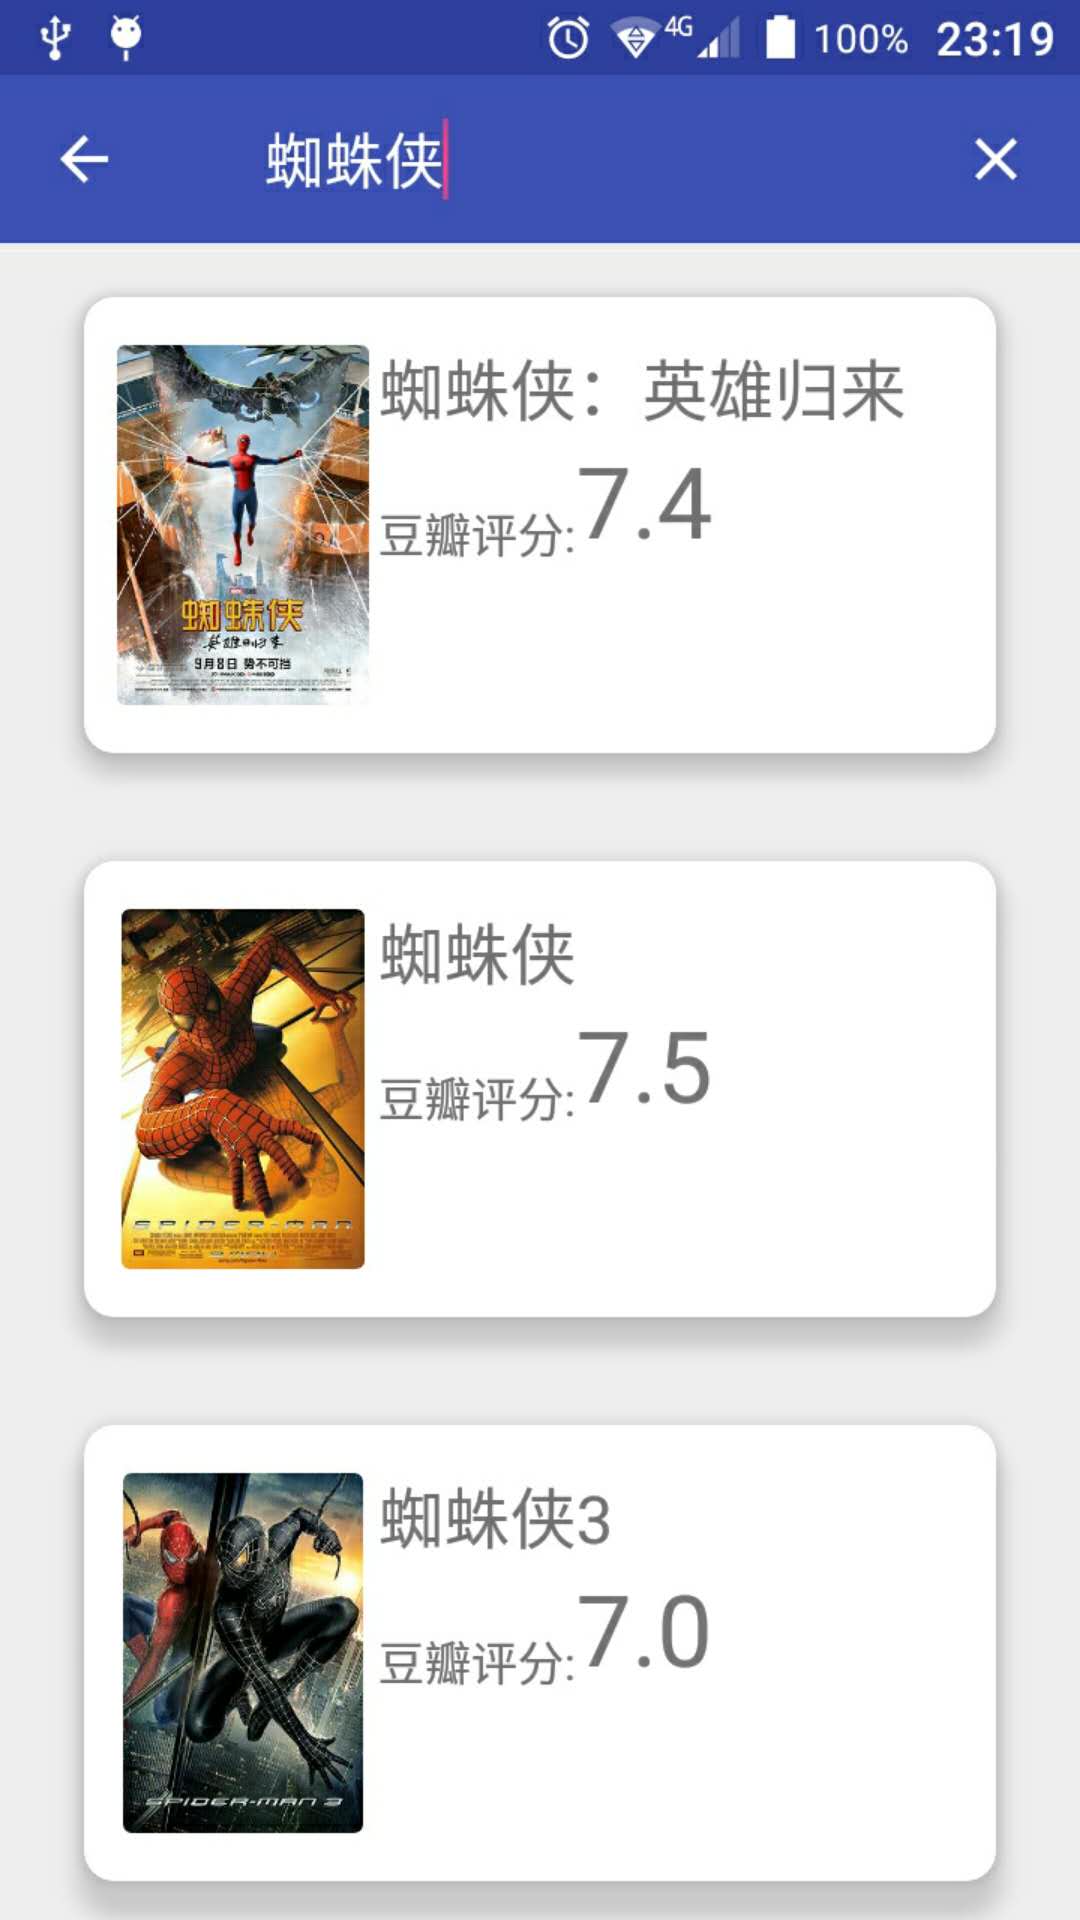 4G 100% 23:19
蜘蛛侠
蜘蛛侠：英雄归来
豆瓣评分:7.4
蜘蛛侠
英雄归来
9月8日 势不可挡
蜘蛛侠
豆瓣评分:7.5
SPIDER-MAN
蜘蛛侠3
豆瓣评分:7.0
SPIDER-MAN 3